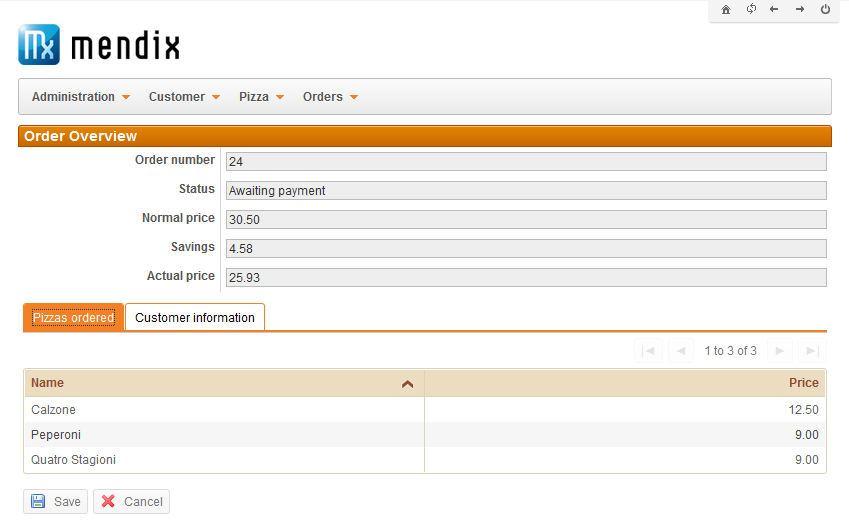 Mx mendix
Administration Customer Pizza Orders
Order Overview
Order number 24
Status Awaiting payment
Normal price 30.50
Savings 4.58
Actual price 25.93
Pizzas ordered Customer information
1 to 3 of 3
Name Price
Calzone 12.50
Peperoni 9.00
Quatro Stagioni 9.00
Save Cancel